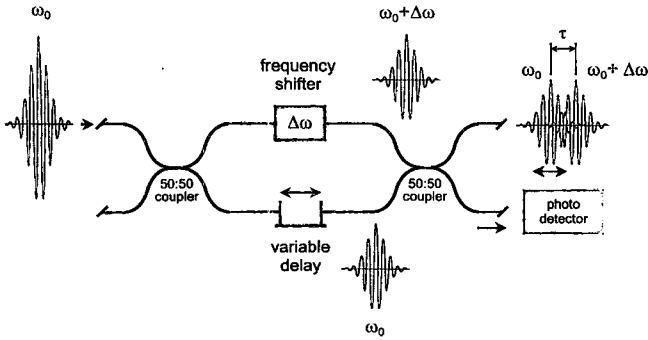 ω₀
ω₀+Δω
τ
ω₀
ω₀+ Δω
frequency
shifter
Δω
50:50
coupler
50:50
coupler
photo
detector
variable
delay
ω₀